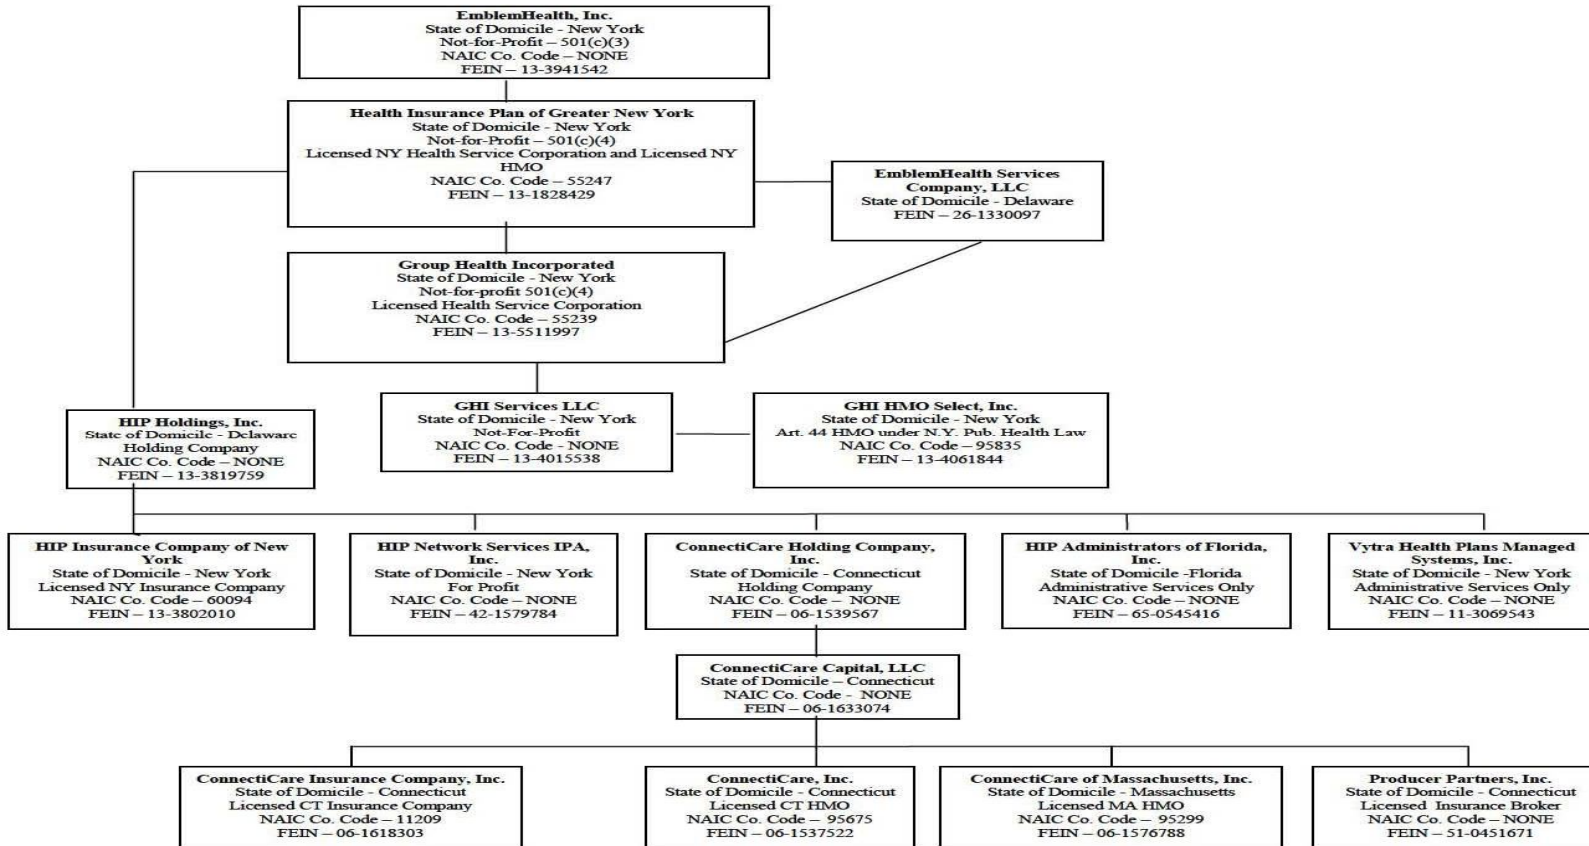 EmblemHealth, Inc.
State of Domicile - New York
Not-for-Profit – 501(c)(3)
NAIC Co. Code – NONE
FEIN – 13-3941542
Health Insurance Plan of Greater New York
State of Domicile - New York
Not-for-Profit – 501(c)(4)
Licensed NY Health Service Corporation and Licensed NY
HMO
NAIC Co. Code – 55247
FEIN – 13-1828429
EmblemHealth Services
Company, LLC
State of Domicile - Delaware
FEIN – 26-1330097
Group Health Incorporated
State of Domicile - New York
Not-for-profit 501(c)(4)
Licensed Health Service Corporation
NAIC Co. Code – 55239
FEIN – 13-5511997
HIP Holdings, Inc.
State of Domicile - Delaware
Holding Company
NAIC Co. Code – NONE
FEIN – 13-3819759
GHI Services LLC
State of Domicile - New York
Not-For-Profit
NAIC Co. Code – NONE
FEIN – 13-4015538
GHI HMO Select, Inc.
State of Domicile - New York
Art. 44 HMO under N.Y. Pub. Health Law
NAIC Co. Code – 95835
FEIN – 13-4061844
HIP Insurance Company of New
York
State of Domicile - New York
Licensed NY Insurance Company
NAIC Co. Code – 60094
FEIN – 13-3802010
HIP Network Services IPA,
Inc.
State of Domicile - New York
For Profit
NAIC Co. Code – NONE
FEIN – 42-1579784
ConnectiCare Holding Company,
Inc.
State of Domicile - Connecticut
Holding Company
NAIC Co. Code – NONE
FEIN – 06-1539567
HIP Administrators of Florida,
Inc.
State of Domicile -Florida
Administrative Services Only
NAIC Co. Code – NONE
FEIN – 65-0545416
Vytra Health Plans Managed
Systems, Inc.
State of Domicile - New York
Administrative Services Only
NAIC Co. Code – NONE
FEIN – 11-3069543
ConnectiCare Capital, LLC
State of Domicile – Connecticut
NAIC Co. Code - NONE
FEIN – 06-1633074
ConnectiCare Insurance Company, Inc.
State of Domicile - Connecticut
Licensed CT Insurance Company
NAIC Co. Code – 11209
FEIN – 06-1618303
ConnectiCare, Inc.
State of Domicile - Connecticut
Licensed CT HMO
NAIC Co. Code – 95675
FEIN – 06-1537522
ConnectiCare of Massachusetts, Inc.
State of Domicile - Massachusetts
Licensed MA HMO
NAIC Co. Code – 95299
FEIN – 06-1576788
Producer Partners, Inc.
State of Domicile - Connecticut
Licensed Insurance Broker
NAIC Co. Code – NONE
FEIN – 51-0451671